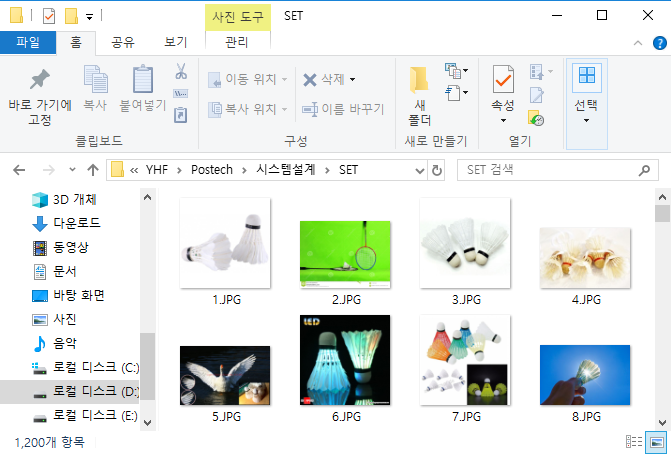 사진 도구 SET
파일 홈 공유 보기 관리
바로 가기에
고정
복사
붙여넣기
이동 위치
복사 위치
삭제
이름 바꾸기
새
폴더
속성
선택
클립보드 구성 새로 만들기 열기
« YHF > Postech > 시스템설계 > SET
SET 검색
3D 개체
다운로드
동영상
문서
바탕 화면
사진
음악
로컬 디스크 (C:)
로컬 디스크 (D:)
로컬 디스크 (E:)
1.JPG 2.JPG 3.JPG 4.JPG
LED
5.JPG 6.JPG 7.JPG 8.JPG
1,200개 항목